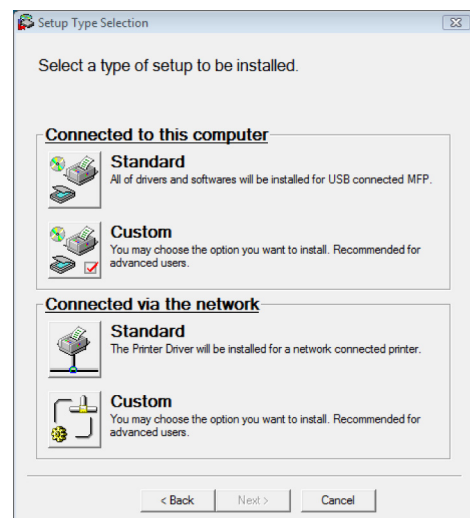 Setup Type Selection
Select a type of setup to be installed.
Connected to this computer
Standard
All of drivers and softwares will be installed for USB connected MFP.
Custom
You may choose the option you want to install. Recommended for
advanced users.
Connected via the network
Standard
The Printer Driver will be installed for a network connected printer.
Custom
You may choose the option you want to install. Recommended for
advanced users.
< Back Next > Cancel